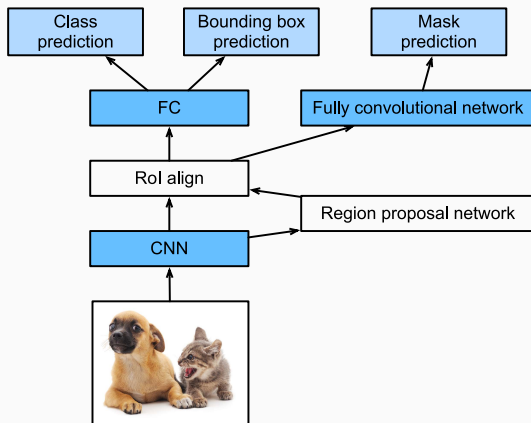 Class
prediction
Bounding box
prediction
Mask
prediction
FC
Fully convolutional network
RoI align
Region proposal network
CNN